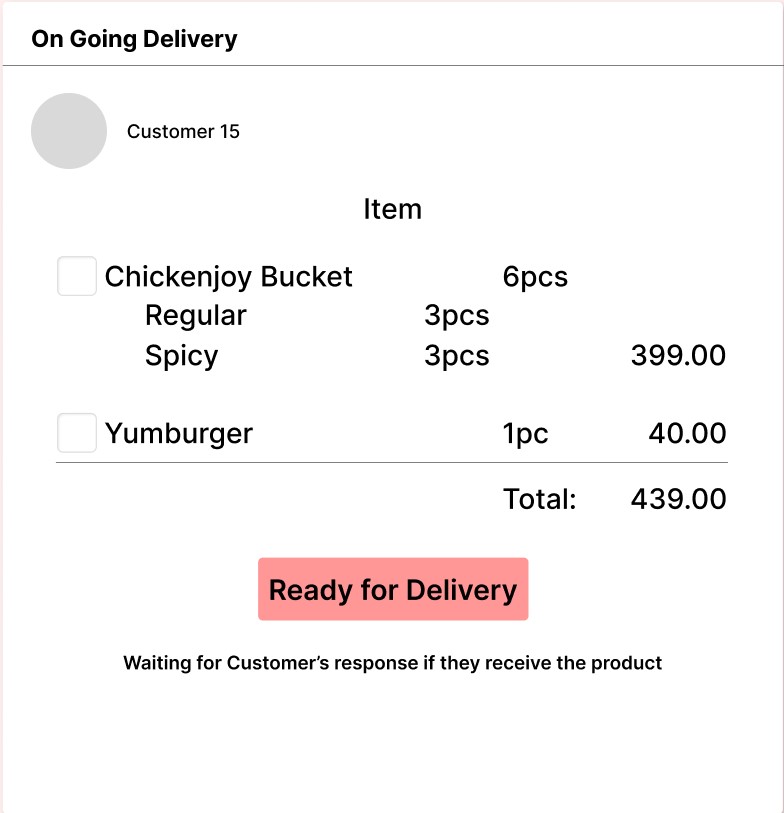 On Going Delivery
Customer 15
Item
Chickenjoy Bucket 6pcs
Regular 3pcs
Spicy 3pcs 399.00
Yumburger 1pc 40.00
Total: 439.00
Ready for Delivery
Waiting for Customer’s response if they receive the product